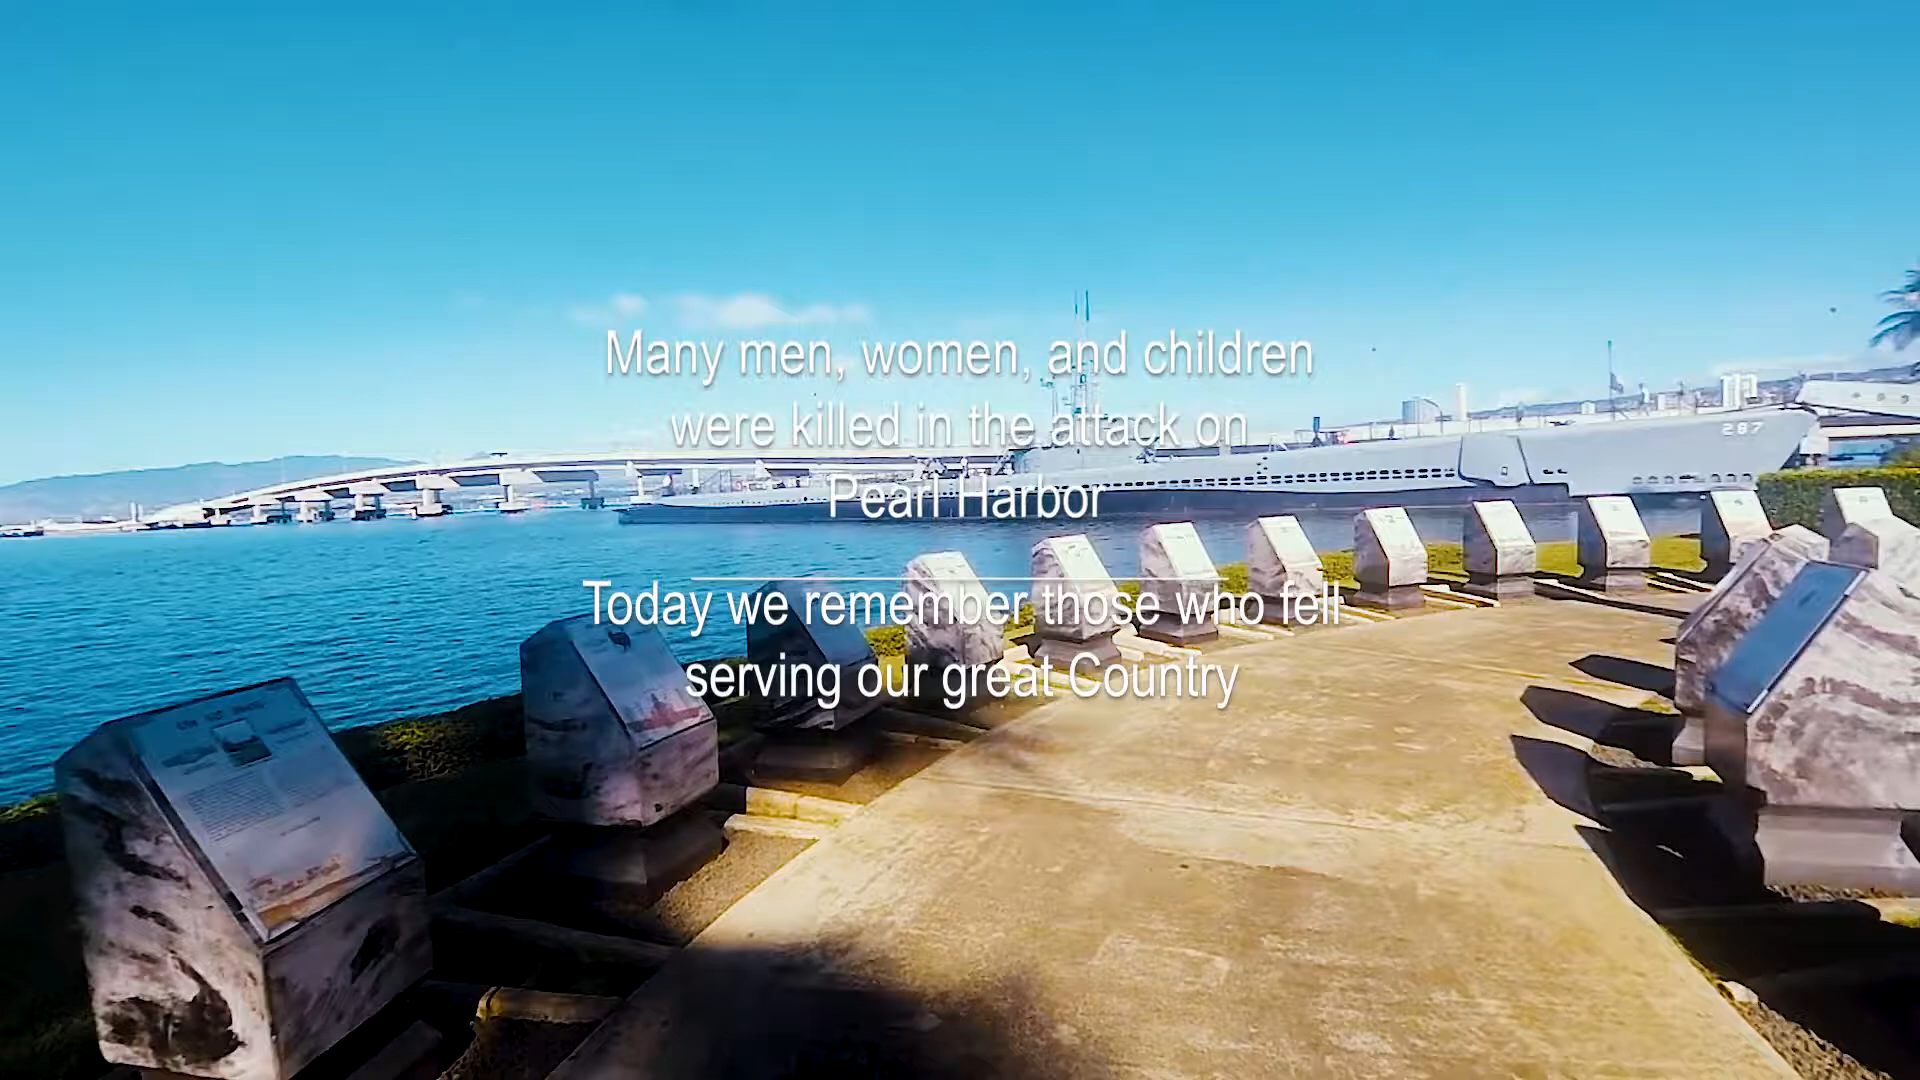 Many men, women, and children
were killed in the attack on
Pearl Harbor
Today we remember those who fell
serving our great Country
287